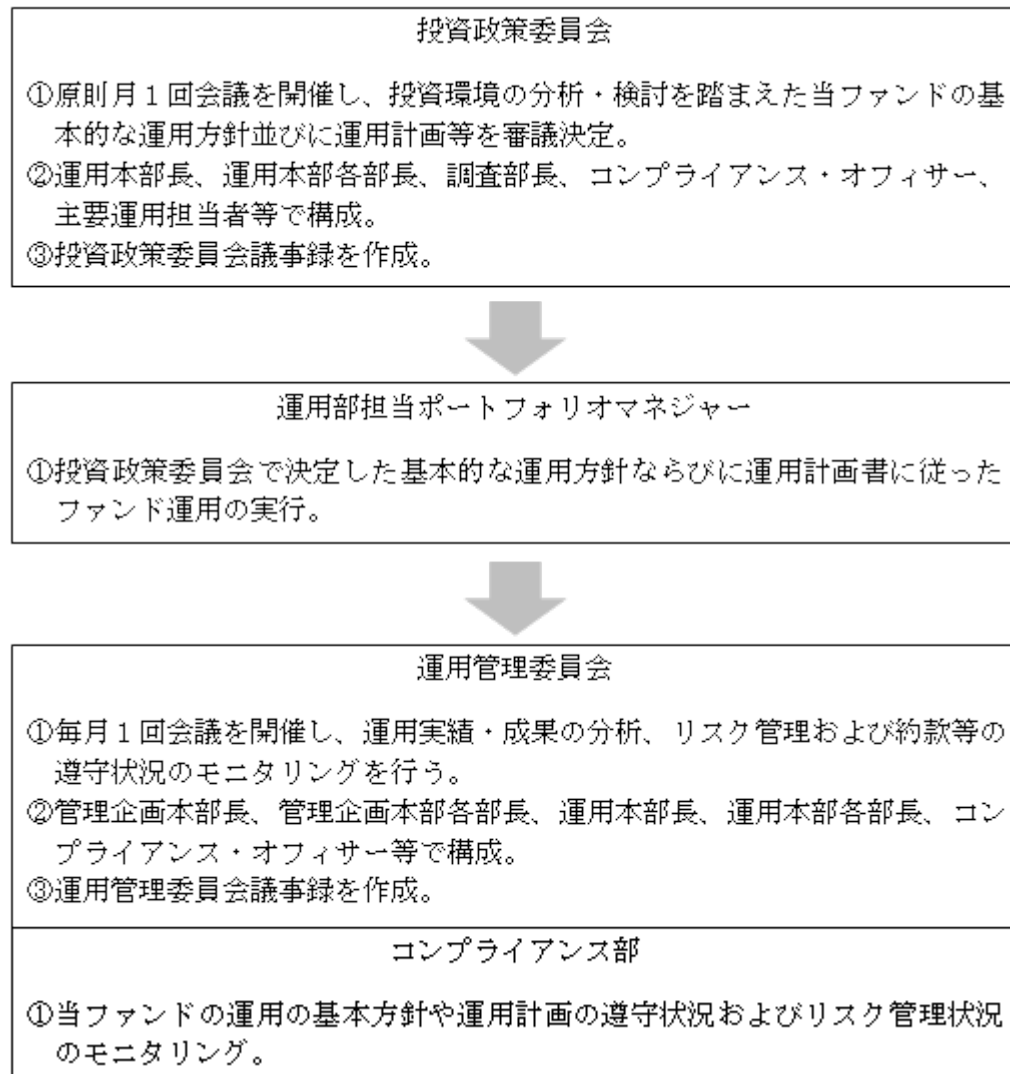 投資政策委員会
①原則月１回会議を開催し、投資環境の分析・検討を踏まえた当ファンドの基
本的な運用方針並びに運用計画等を審議決定。
②運用本部長、運用本部各部長、調査部長、コンプライアンス・オフィサー、
主要運用担当者等で構成。
③投資政策委員会議事録を作成。
運用部担当ポートフォリオマネジャー
①投資政策委員会で決定した基本的な運用方針ならびに運用計画書に従った
ファンド運用の実行。
運用管理委員会
①毎月１回会議を開催し、運用実績・成果の分析、リスク管理および約款等の
遵守状況のモニタリングを行う。
②管理企画本部長、管理企画本部各部長、運用本部長、運用本部各部長、コン
プライアンス・オフィサー等で構成。
③運用管理委員会議事録を作成。
コンプライアンス部
①当ファンドの運用の基本方針や運用計画の遵守状況およびリスク管理状況
のモニタリング。